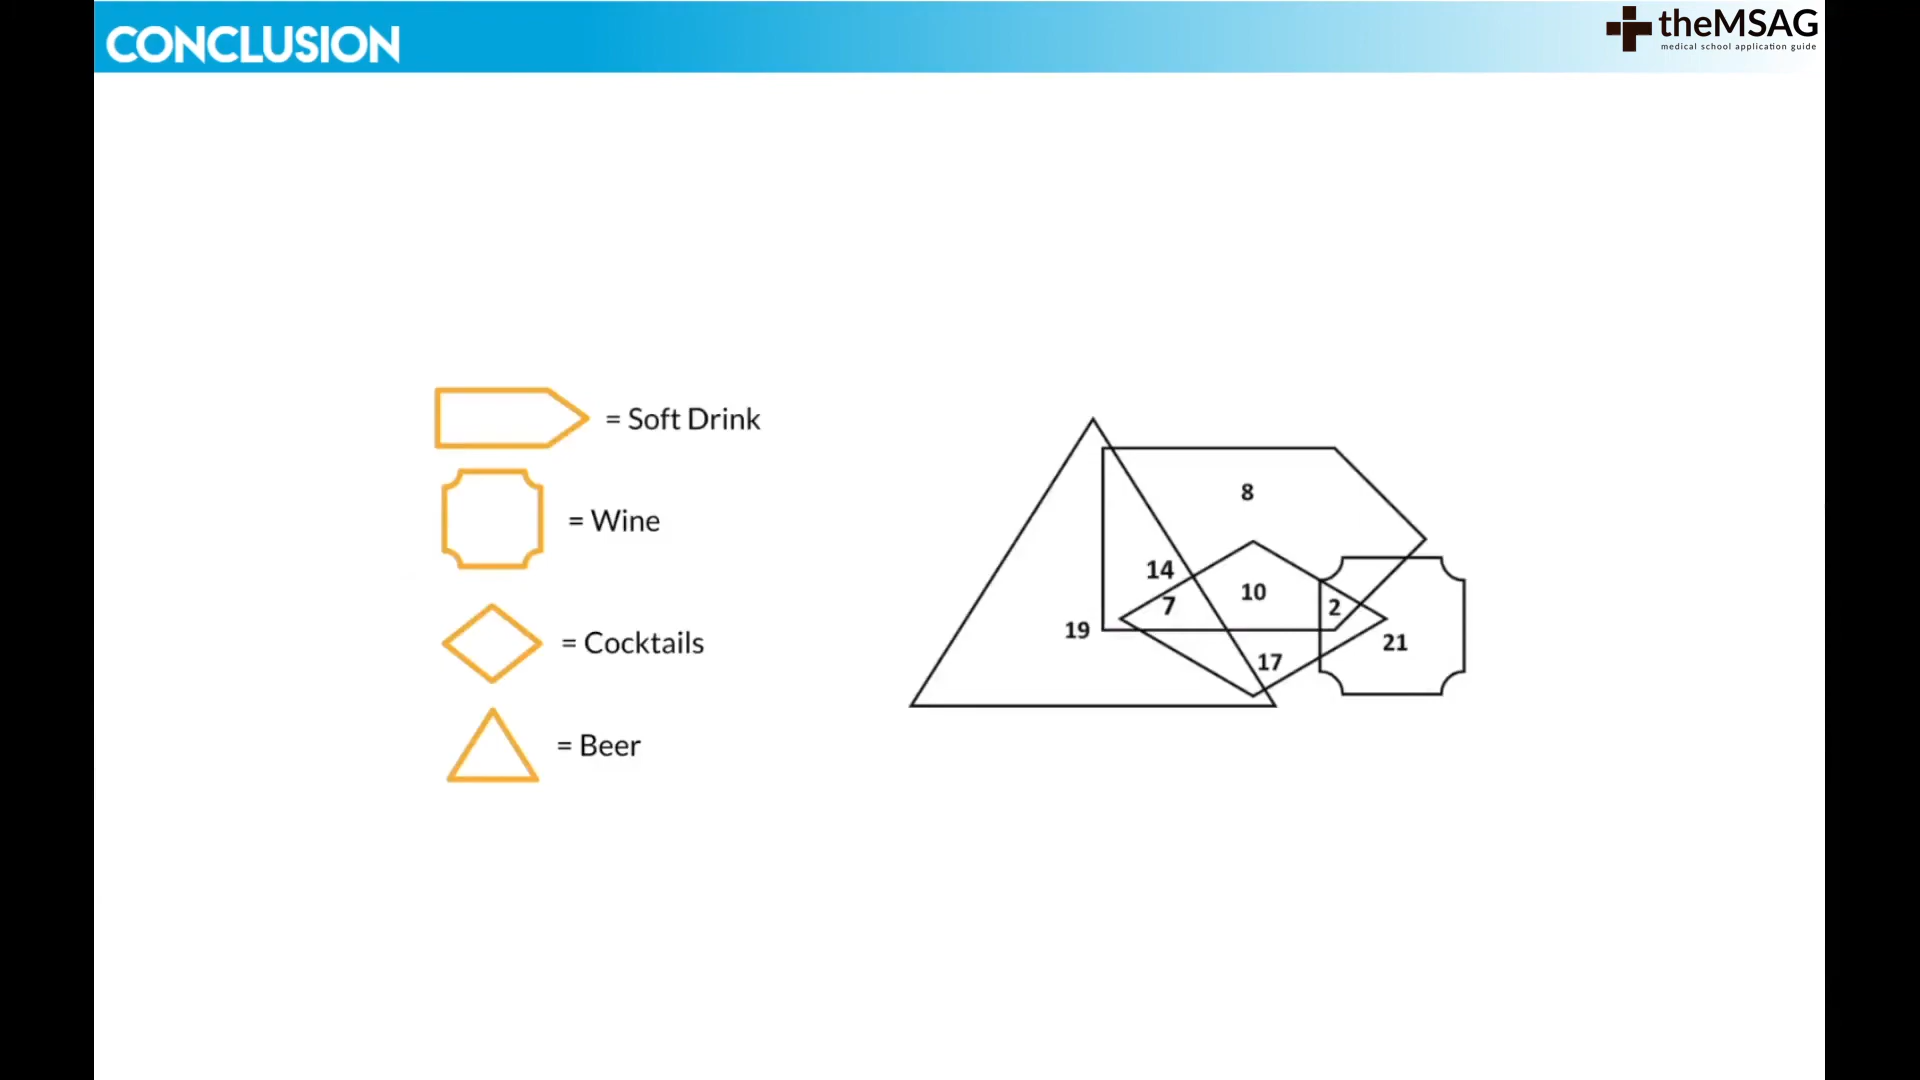 CONCLUSION
theMSAG
medical school application guide
= Soft Drink
= Wine
= Cocktails
= Beer
8
14
10
7
2
19
21
17